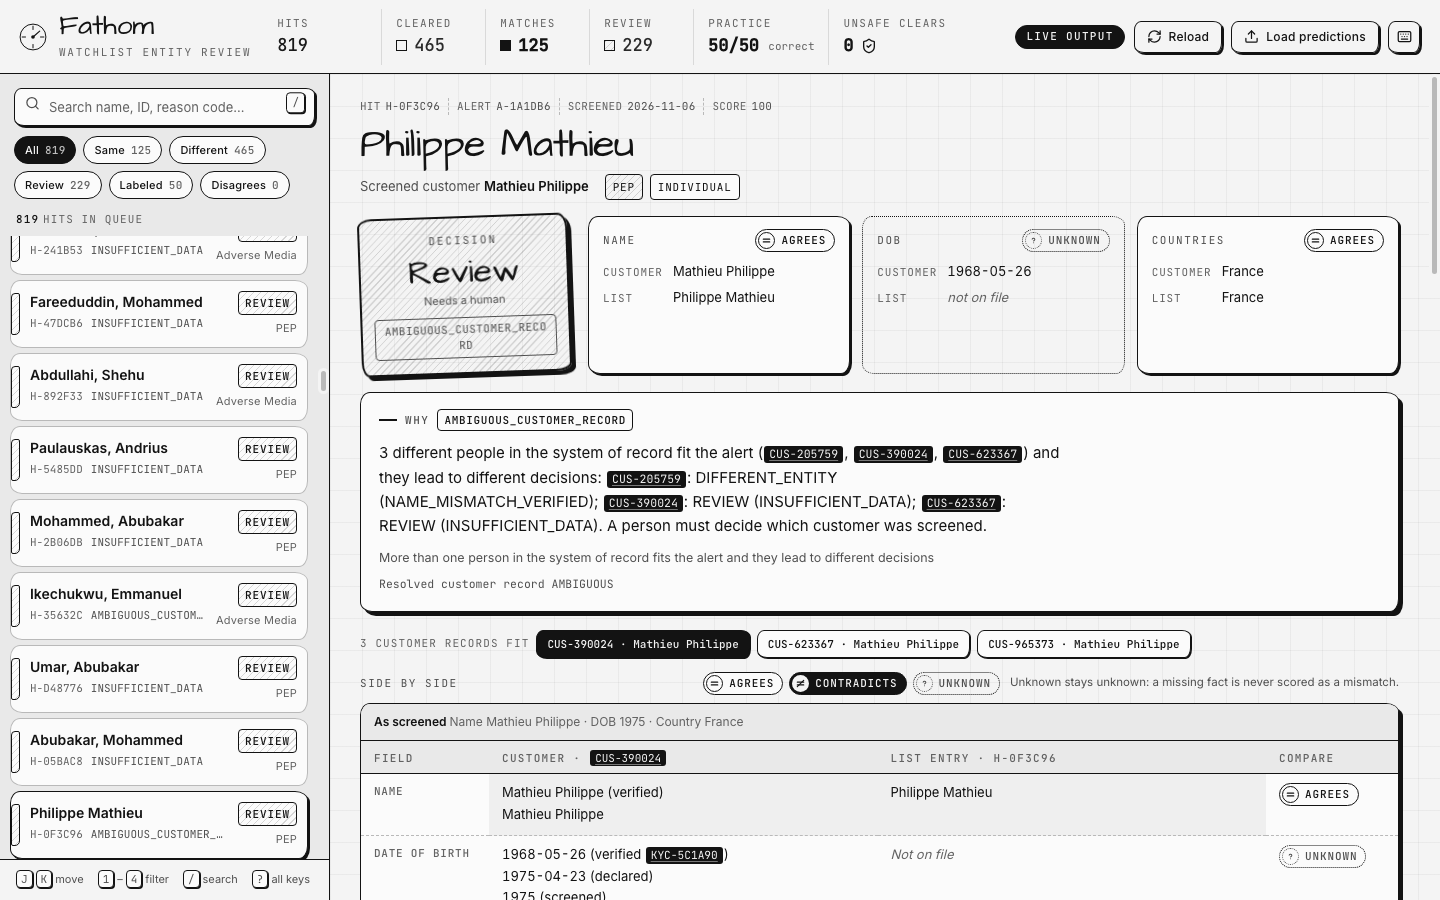 Fathom
WATCHLIST ENTITY REVIEW
HITS
819
CLEARED
465
MATCHES
125
REVIEW
229
PRACTICE
50/50 correct
UNSAFE CLEARS
0
LIVE OUTPUT
Reload
Load predictions
Search name, ID, reason code... /
All 819
Same 125
Different 465
Review 229
Labeled 50
Disagrees 0
819 HITS IN QUEUE
H-241B53 INSUFFICIENT_DATA Adverse Media
Fareeduddin, Mohammed REVIEW
H-47DCB6 INSUFFICIENT_DATA PEP
Abdullahi, Shehu REVIEW
H-892F33 INSUFFICIENT_DATA Adverse Media
Paulauskas, Andrius REVIEW
H-5485DD INSUFFICIENT_DATA PEP
Mohammed, Abubakar REVIEW
H-2B06DB INSUFFICIENT_DATA PEP
Ikechukwu, Emmanuel REVIEW
H-35632C AMBIGUOUS_CUSTOM… Adverse Media
Umar, Abubakar REVIEW
H-D48776 INSUFFICIENT_DATA PEP
Abubakar, Mohammed REVIEW
H-05BAC8 INSUFFICIENT_DATA PEP
Philippe Mathieu REVIEW
H-0F3C96 AMBIGUOUS_CUSTOMER_… PEP
J K move 1 – 4 filter / search ? all keys
HIT H-0F3C96 ALERT A-1A1DB6 SCREENED 2026-11-06 SCORE 100
Philippe Mathieu
Screened customer Mathieu Philippe PEP INDIVIDUAL
DECISION
Review
Needs a human
AMBIGUOUS_CUSTOMER_RECO
RD
NAME = AGREES
CUSTOMER Mathieu Philippe
LIST Philippe Mathieu
DOB ? UNKNOWN
CUSTOMER 1968-05-26
LIST not on file
COUNTRIES = AGREES
CUSTOMER France
LIST France
WHY AMBIGUOUS_CUSTOMER_RECORD
3 different people in the system of record fit the alert (CUS-205759, CUS-390024, CUS-623367) and
they lead to different decisions: CUS-205759: DIFFERENT_ENTITY
(NAME_MISMATCH_VERIFIED); CUS-390024: REVIEW (INSUFFICIENT_DATA); CUS-623367:
REVIEW (INSUFFICIENT_DATA). A person must decide which customer was screened.
More than one person in the system of record fits the alert and they lead to different decisions
Resolved customer record AMBIGUOUS
3 CUSTOMER RECORDS FIT CUS-390024 · Mathieu Philippe CUS-623367 · Mathieu Philippe CUS-965373 · Mathieu Philippe
SIDE BY SIDE = AGREES ≠ CONTRADICTS ? UNKNOWN Unknown stays unknown: a missing fact is never scored as a mismatch.
As screened Name Mathieu Philippe · DOB 1975 · Country France
FIELD CUSTOMER · CUS-390024 LIST ENTRY · H-0F3C96 COMPARE
NAME Mathieu Philippe (verified) Philippe Mathieu = AGREES
Mathieu Philippe
DATE OF BIRTH 1968-05-26 (verified KYC-5C1A90) Not on file ? UNKNOWN
1975-04-23 (declared)
1975 (screened)